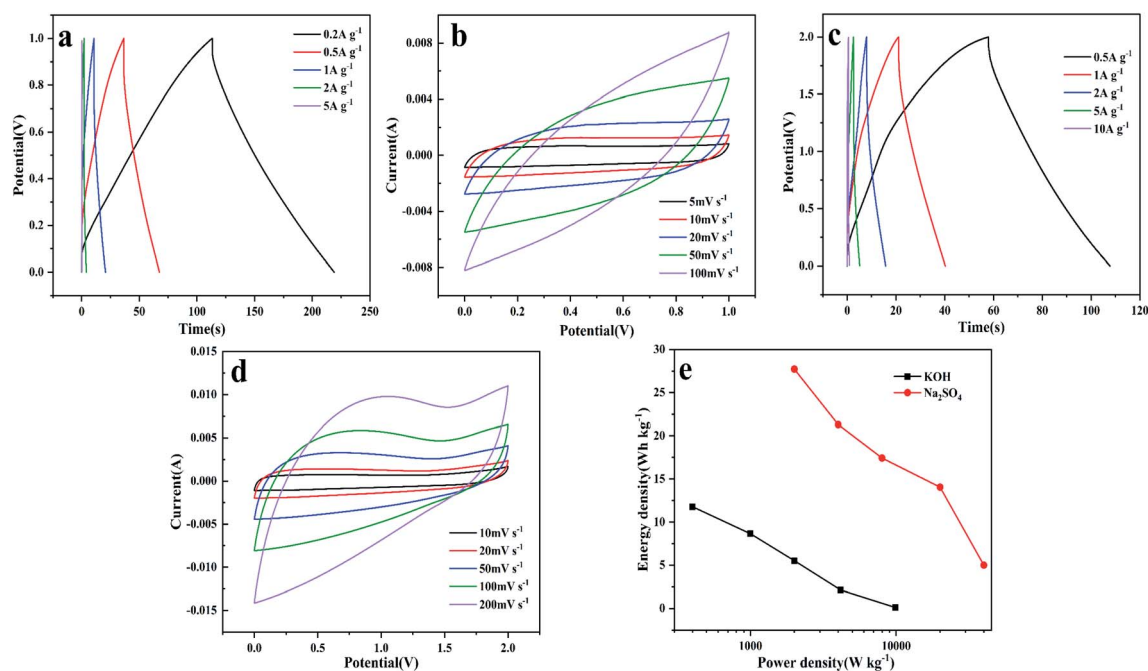 a
0.2A g⁻¹
0.5A g⁻¹
1A g⁻¹
2A g⁻¹
5A g⁻¹
Potential(V)
1.0
0.8
0.6
0.4
0.2
0.0
0 50 100 150 200 250
Time(s)
b
Current(A)
0.008
0.004
0.000
-0.004
-0.008
5mV s⁻¹
10mV s⁻¹
20mV s⁻¹
50mV s⁻¹
100mV s⁻¹
0.0 0.2 0.4 0.6 0.8 1.0
Potential(V)
c
0.5A g⁻¹
1A g⁻¹
2A g⁻¹
5A g⁻¹
10A g⁻¹
Potential(V)
2.0
1.5
1.0
0.5
0.0
0 20 40 60 80 100 120
Time(s)
d
Current(A)
0.015
0.010
0.005
0.000
-0.005
-0.010
-0.015
10mV s⁻¹
20mV s⁻¹
50mV s⁻¹
100mV s⁻¹
200mV s⁻¹
0.0 0.5 1.0 1.5 2.0
Potential(V)
e
KOH
Na₂SO₄
Energy density(Wh kg⁻¹)
30
25
20
15
10
5
0
1000 10000
Power density(W kg⁻¹)